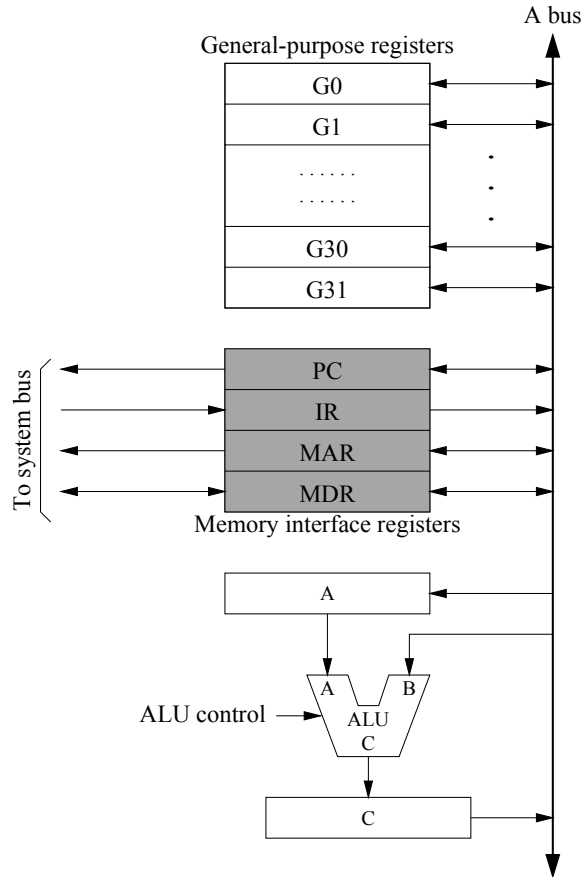 A bus
General-purpose registers
G0
G1
......
......
G30
G31
To system bus
PC
IR
MAR
MDR
Memory interface registers
A
A
B
ALU control
ALU
C
C